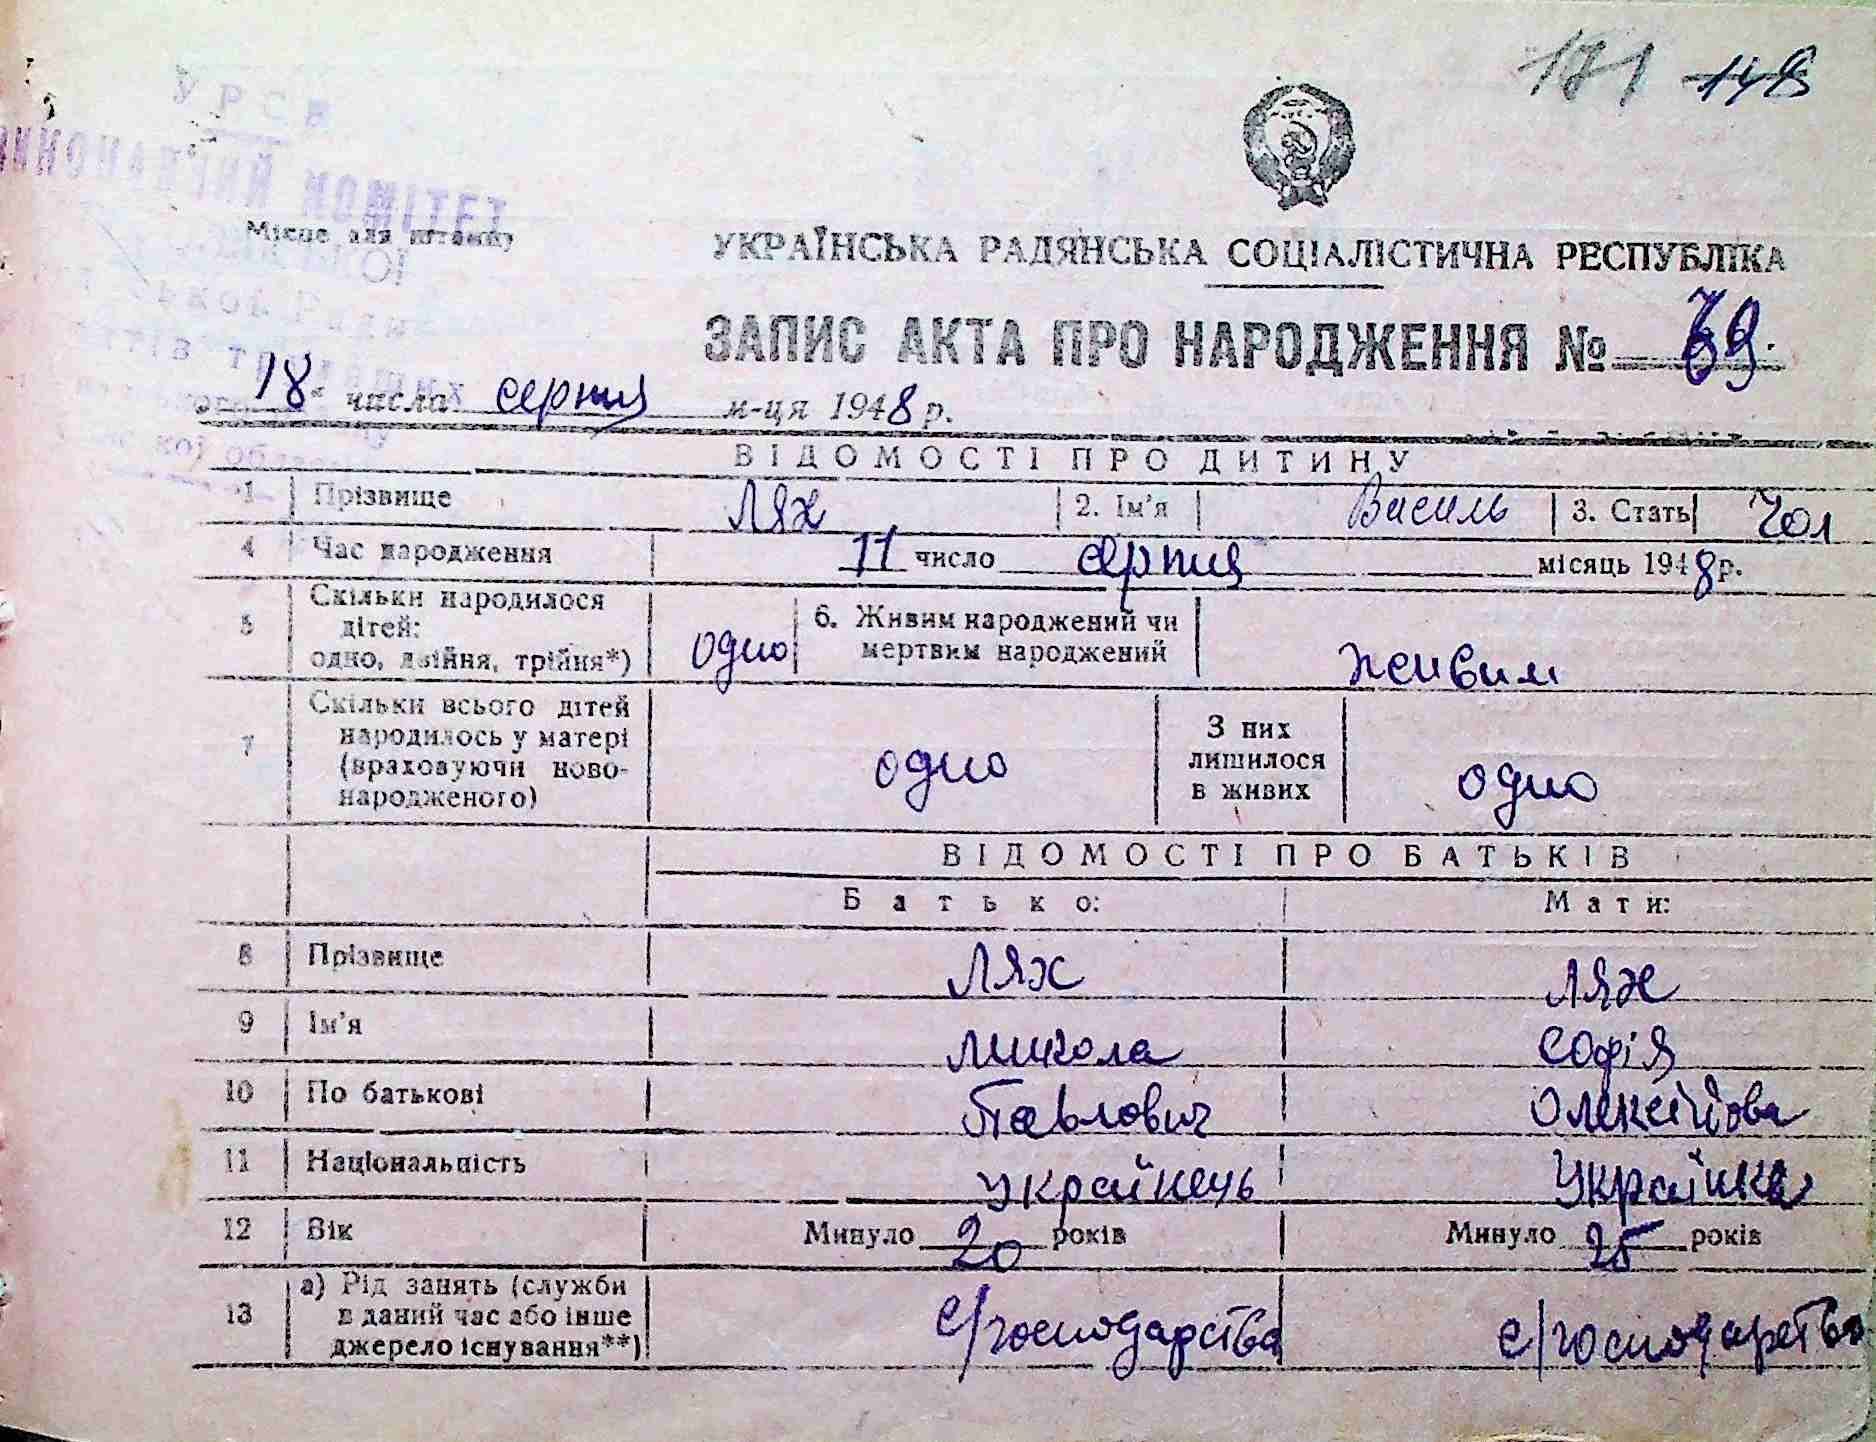 171 148
УРСР
ВИКОНАВЧИЙ КОМІТЕТ
Місце для штампу
УКРАЇНСЬКА РАДЯНСЬКА СОЦІАЛІСТИЧНА РЕСПУБЛІКА
ЗАПИС АКТА ПРО НАРОДЖЕННЯ № 69.
18 числа серпня м-ця 1948 р.
ВІДОМОСТІ ПРО ДИТИНУ
1 Прізвище Лях 2. Ім'я Василь 3. Стать Чол
4 Час народження 11 число серпня місяць 1948 р.
5 Скільки народилося дітей: одно, двійня, трійня*) одно 6. Живим народжений чи мертвим народжений живим
7 Скільки всього дітей народилось у матері (враховуючи ново-народженого) одно З них лишилося в живих одно
ВІДОМОСТІ ПРО БАТЬКІВ
Батько: Мати:
8 Прізвище Лях Лях
9 Ім'я Микола Софія
10 По батькові Павлович Олексійова
11 Національність Українець Українка
12 Вік Минуло 20 років Минуло 25 років
13 а) Рід занять (служби в даний час або інше джерело існування**) с/господарства с/господарства